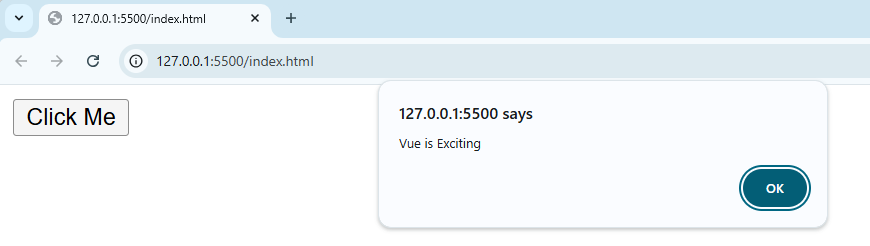 127.0.0.1:5500/index.html
127.0.0.1:5500/index.html
Click Me
127.0.0.1:5500 says
Vue is Exciting
OK